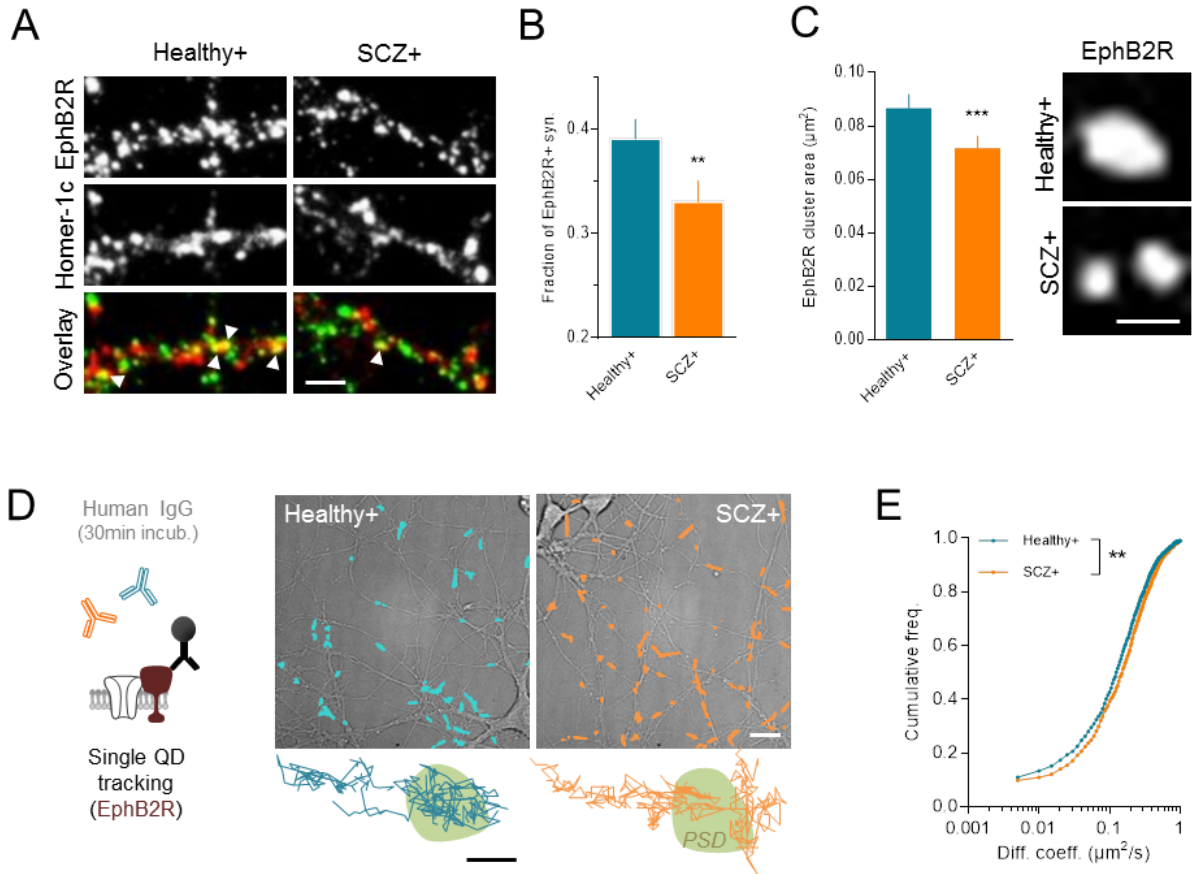 A
Healthy+
SCZ+
EphB2R
Homer-1c
Overlay
B
Fraction of EphB2R+ syn.
0.4
0.3
0.2
**
Healthy+
SCZ+
C
EphB2R cluster area (µm²)
0.10
0.08
0.06
0.04
0.02
0.00
***
Healthy+
SCZ+
EphB2R
Healthy+
SCZ+
D
Human IgG
(30min incub.)
Single QD
tracking
(EphB2R)
Healthy+
SCZ+
PSD
E
Healthy+
SCZ+
**
Cumulative freq.
1.0
0.8
0.6
0.4
0.2
0.0
0.001
0.01
0.1
1
Diff. coeff. (µm²/s)